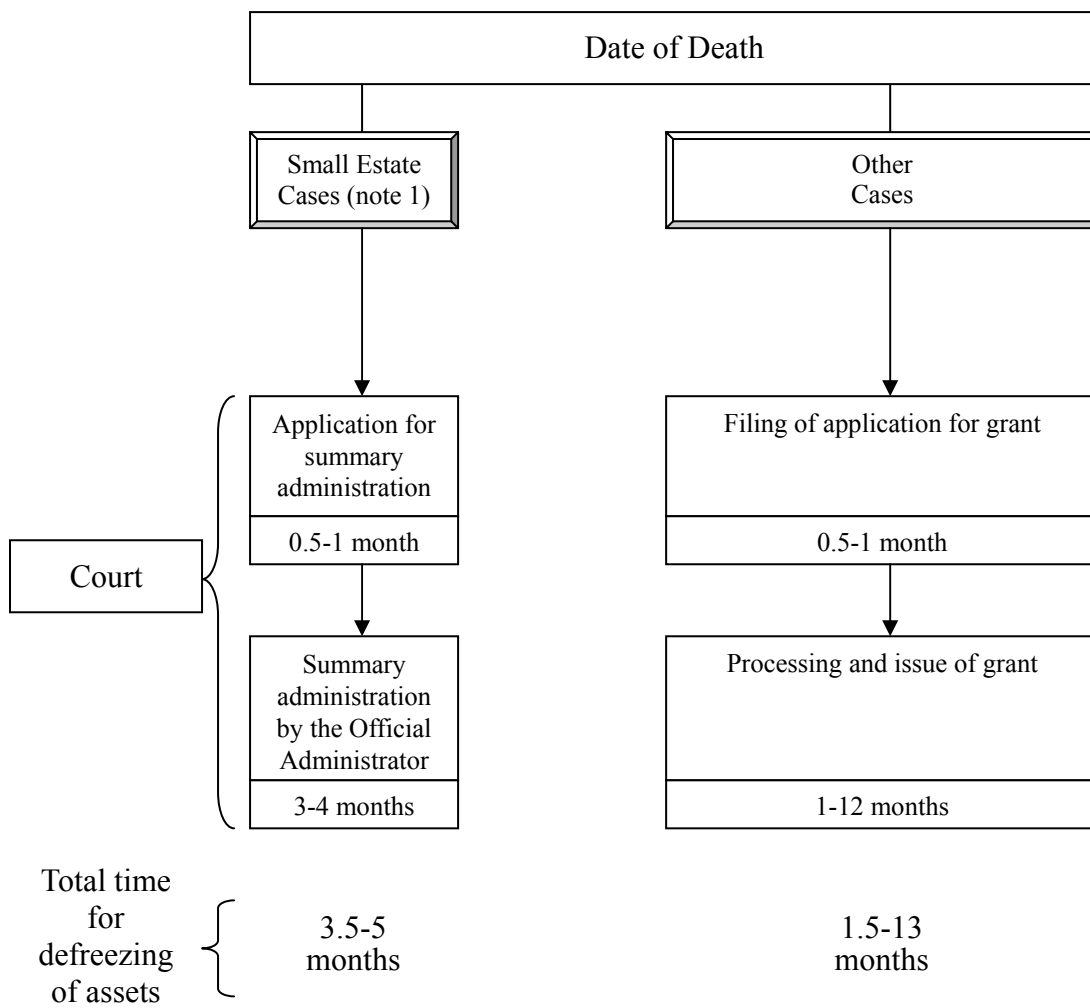 Date of Death
Small Estate
Cases (note 1)
Other
Cases
Court
Application for
summary
administration
0.5-1 month
Filing of application for grant
0.5-1 month
Summary
administration
by the Official
Administrator
3-4 months
Processing and issue of grant
1-12 months
Total time
for
defreezing
of assets
3.5-5
months
1.5-13
months